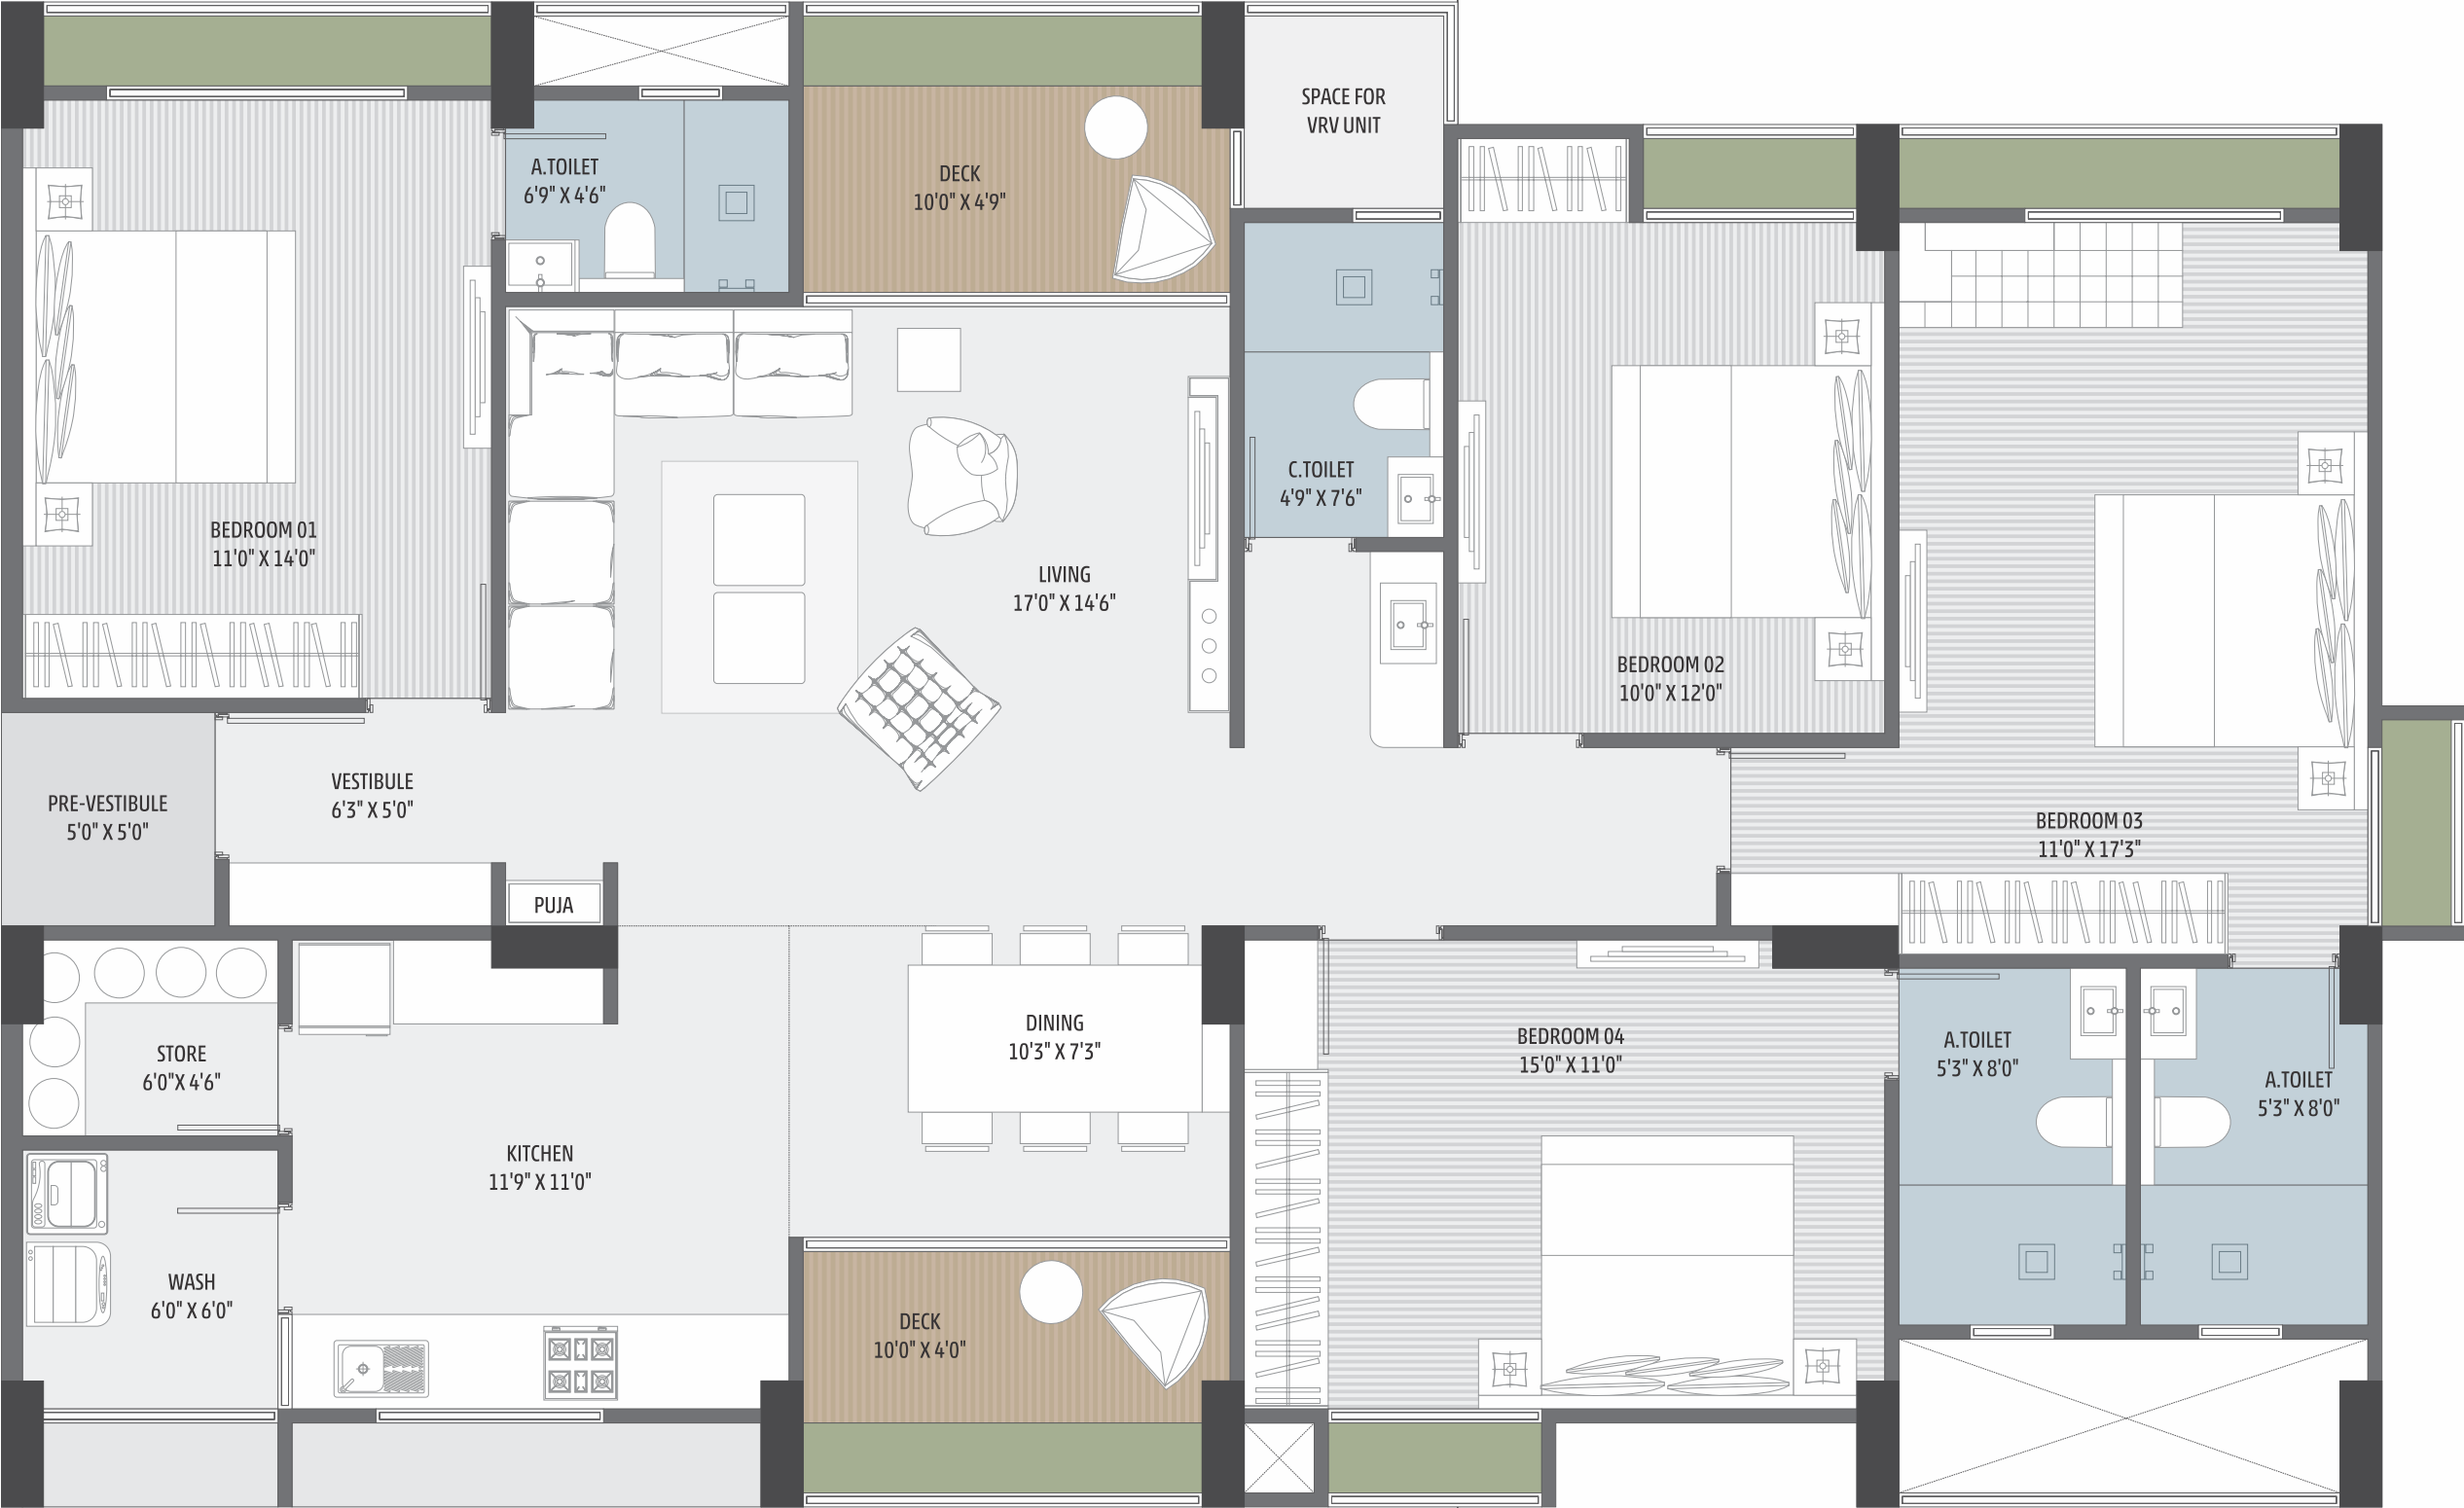 SPACE FOR
VRV UNIT
A.TOILET
6'9" X 4'6"
DECK
10'0" X 4'9"
C.TOILET
4'9" X 7'6"
BEDROOM 01
11'0" X 14'0"
LIVING
17'0" X 14'6"
BEDROOM 02
10'0" X 12'0"
PRE-VESTIBULE
5'0" X 5'0"
VESTIBULE
6'3" X 5'0"
BEDROOM 03
11'0" X 17'3"
PUJA
STORE
6'0"X 4'6"
DINING
10'3" X 7'3"
BEDROOM 04
15'0" X 11'0"
A.TOILET
5'3" X 8'0"
A.TOILET
5'3" X 8'0"
KITCHEN
11'9" X 11'0"
WASH
6'0" X 6'0"
DECK
10'0" X 4'0"